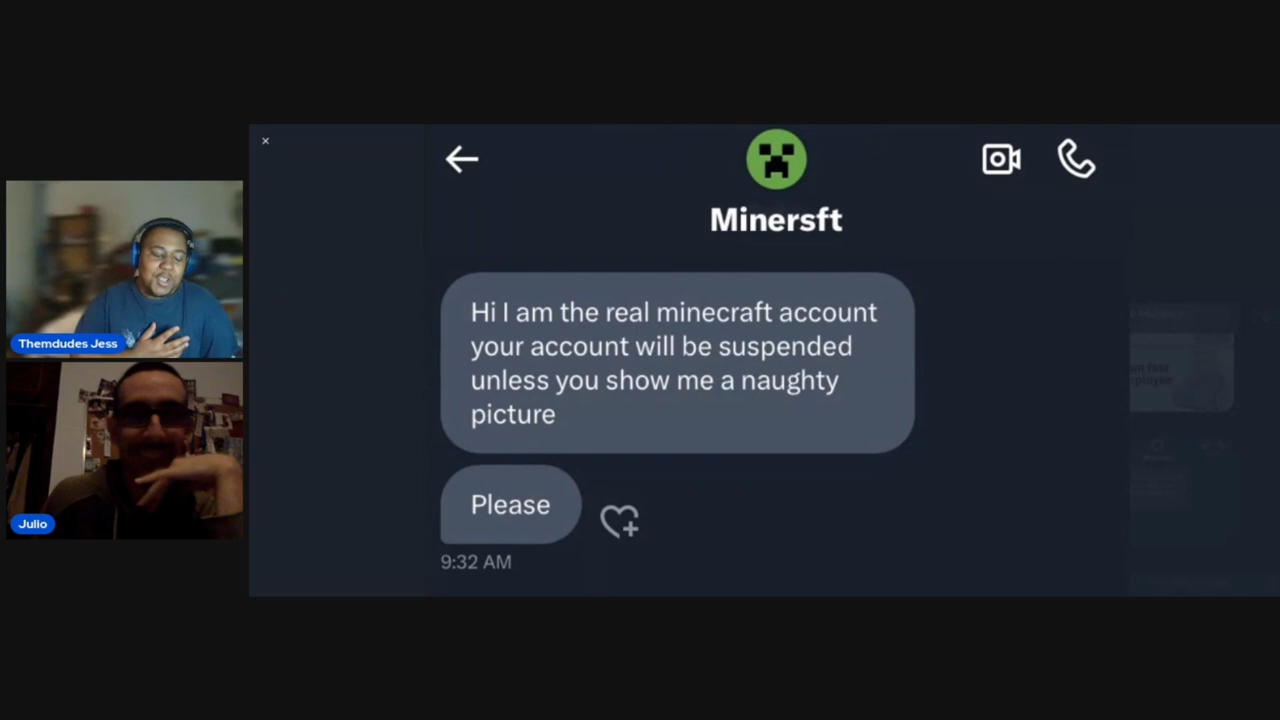 ×
Minersft
Hi I am the real minecraft account
your account will be suspended
unless you show me a naughty
picture
Please
9:32 AM
Themdudes Jess
Julio